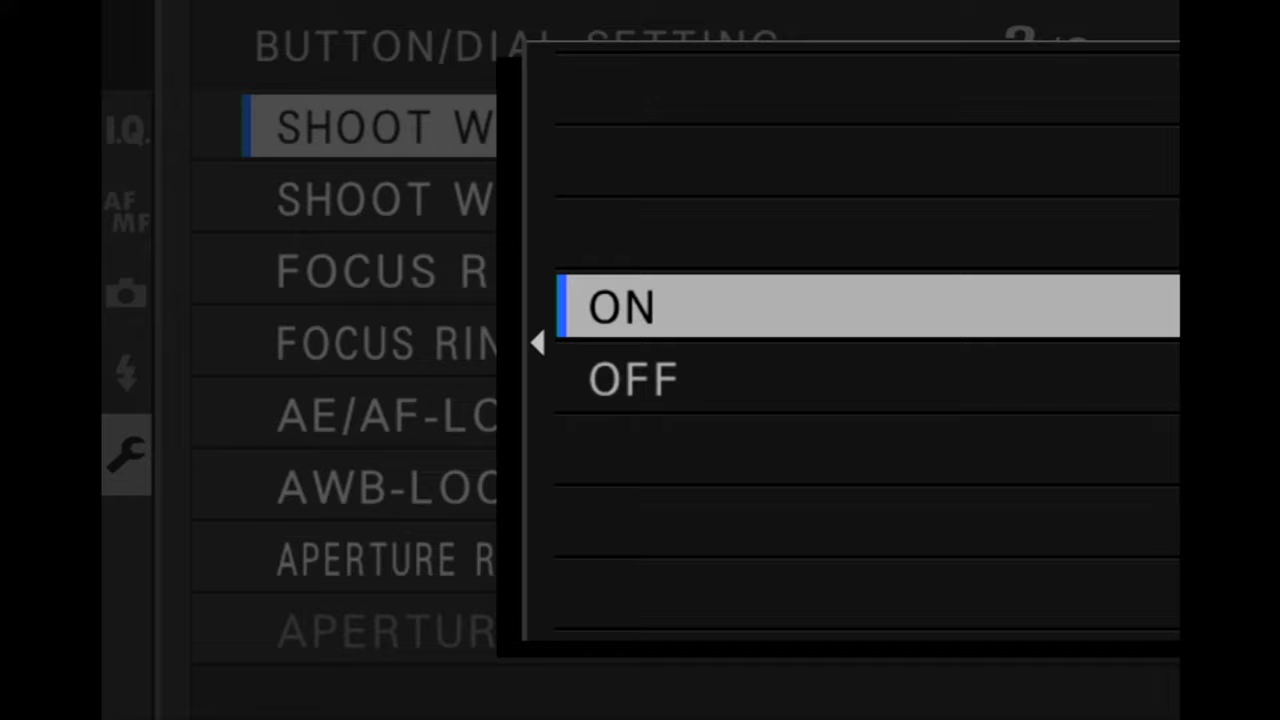 BUTTON/DIAL SETTING
I.Q.
SHOOT W
AF
MF
SHOOT W
FOCUS R
ON
FOCUS RIN
OFF
AE/AF-LO
AWB-LOC
APERTURE R
APERTUR